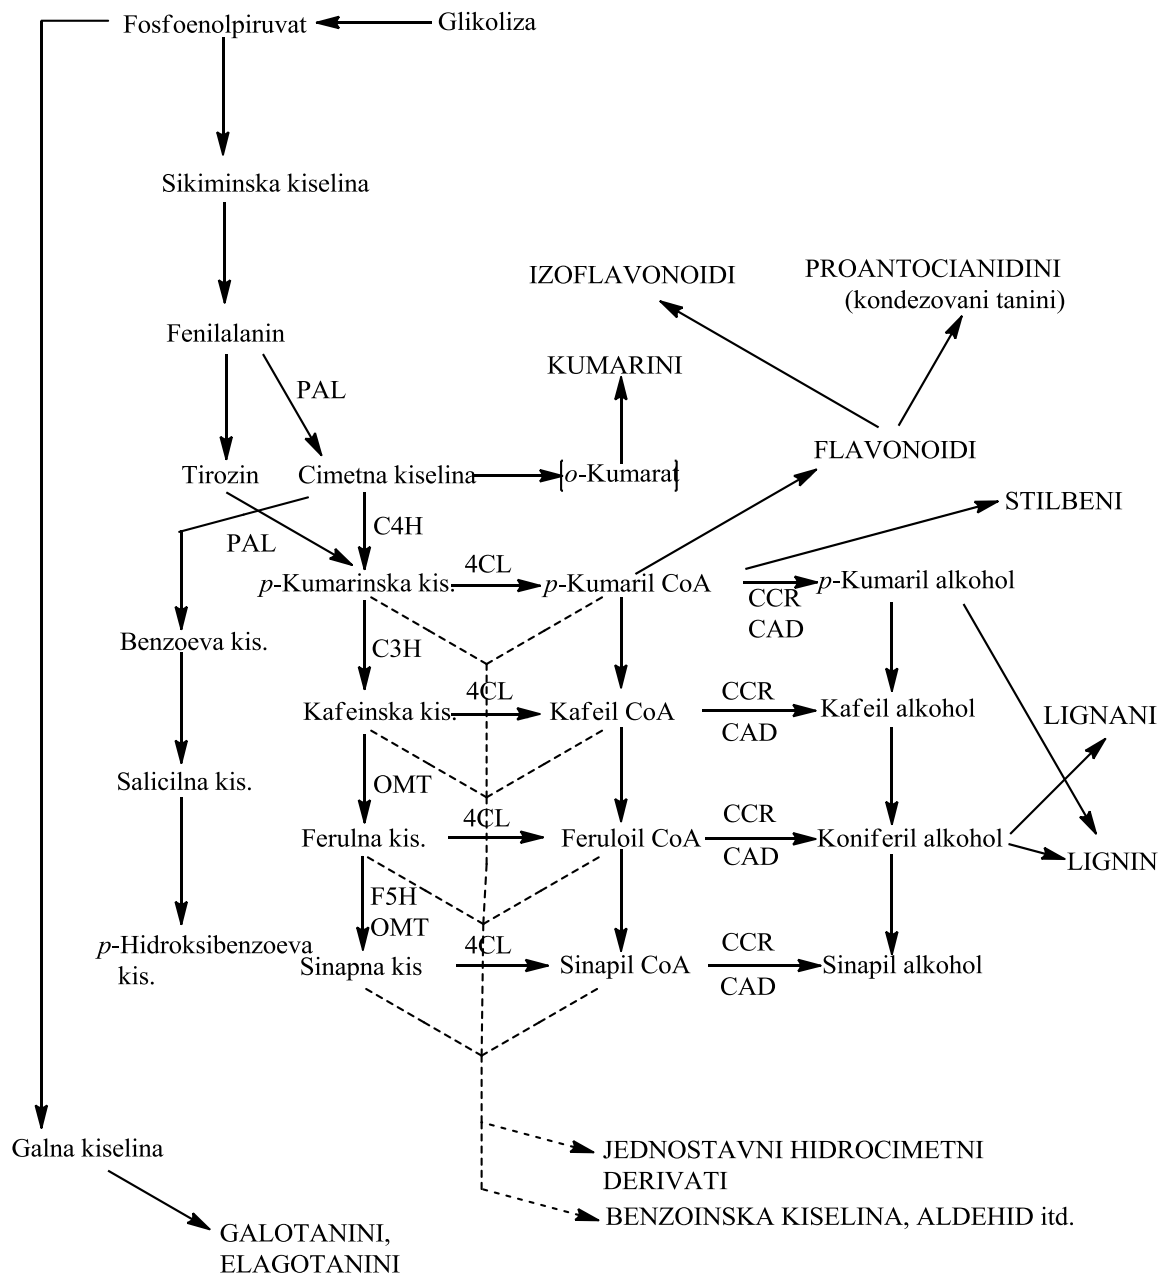 Fosfoenolpiruvat
Glikoliza
Sikiminska kiselina
IZOFLAVONOIDI
PROANTOCIANIDINI
(kondezovani tanini)
Fenilalanin
KUMARINI
PAL
FLAVONOIDI
Tirozin
Cimetna kiselina
[o-Kumarat]
STILBENI
C4H
PAL
4CL
p-Kumarinska kis.
p-Kumaril CoA
p-Kumaril alkohol
CCR
CAD
Benzoeva kis.
C3H
4CL
CCR
Kafeinska kis.
Kafeil CoA
Kafeil alkohol
LIGNANI
CAD
Salicilna kis.
OMT
4CL
CCR
Ferulna kis.
Feruloil CoA
Koniferil alkohol
CAD
LIGNIN
F5H
OMT
p-Hidroksibenzoeva
kis.
4CL
CCR
Sinapna kis
Sinapil CoA
Sinapil alkohol
CAD
Galna kiselina
JEDNOSTAVNI HIDROCIMETNI
DERIVATI
BENZOINSKA KISELINA, ALDEHID itd.
GALOTANINI,
ELAGOTANINI